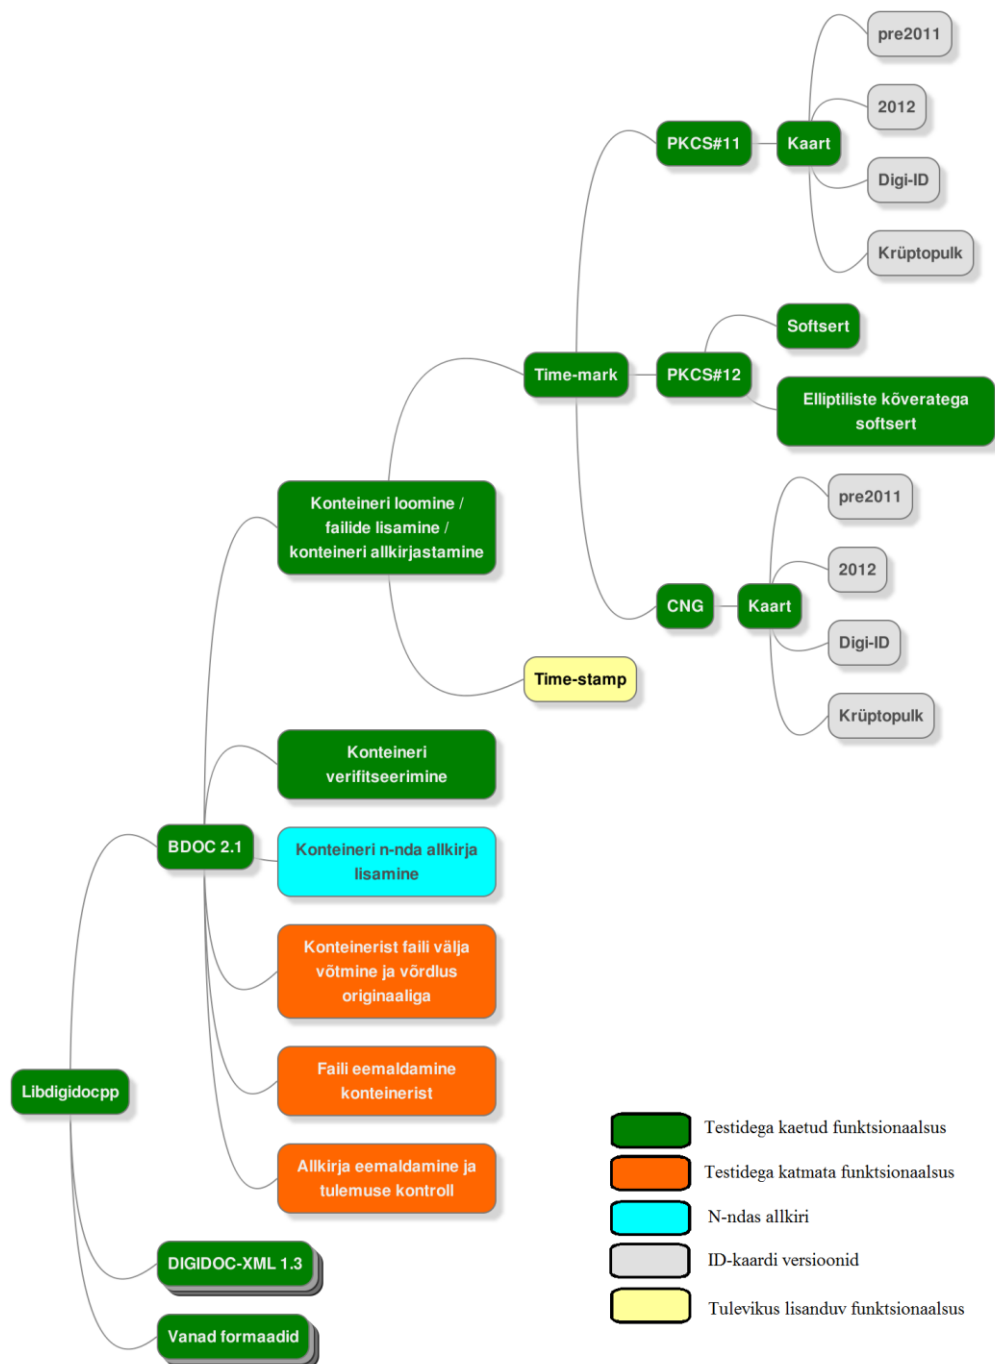 pre2011
2012
PKCS#11
Kaart
Digi-ID
Krüptopulk
Softsert
Time-mark
PKCS#12
Elliptiliste kõveratega
softsert
Konteineri loomine /
failide lisamine /
konteineri allkirjastamine
pre2011
2012
CNG
Kaart
Digi-ID
Krüptopulk
Time-stamp
Konteineri
verifitseerimine
BDOC 2.1
Konteineri n-nda allkirja
lisamine
Konteinerist faili välja
võtmine ja võrdlus
originaaliga
Libdigidocpp
Faili eemaldamine
konteinerist
Allkirja eemaldamine ja
tulemuse kontroll
DIGIDOC-XML 1.3
Vanad formaadid
Testidega kaetud funktsionaalsus
Testidega katmata funktsionaalsus
N-ndas allkiri
ID-kaardi versioonid
Tulevikus lisanduv funktsionaalsus